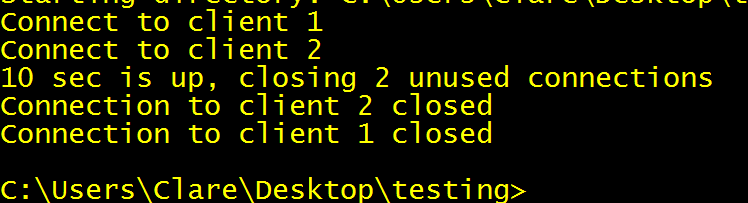 Starting directory: C:\Users\Clare\Desktop\t
Connect to client 1
Connect to client 2
10 sec is up, closing 2 unused connections
Connection to client 2 closed
Connection to client 1 closed
C:\Users\Clare\Desktop\testing>